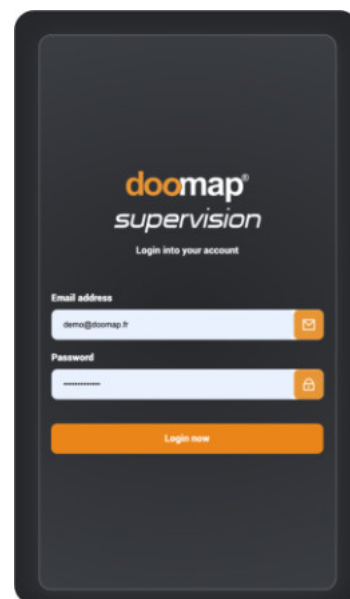 doomap®
supervision
Login into your account
Email address
demo@doomap.fr
Password
Login now